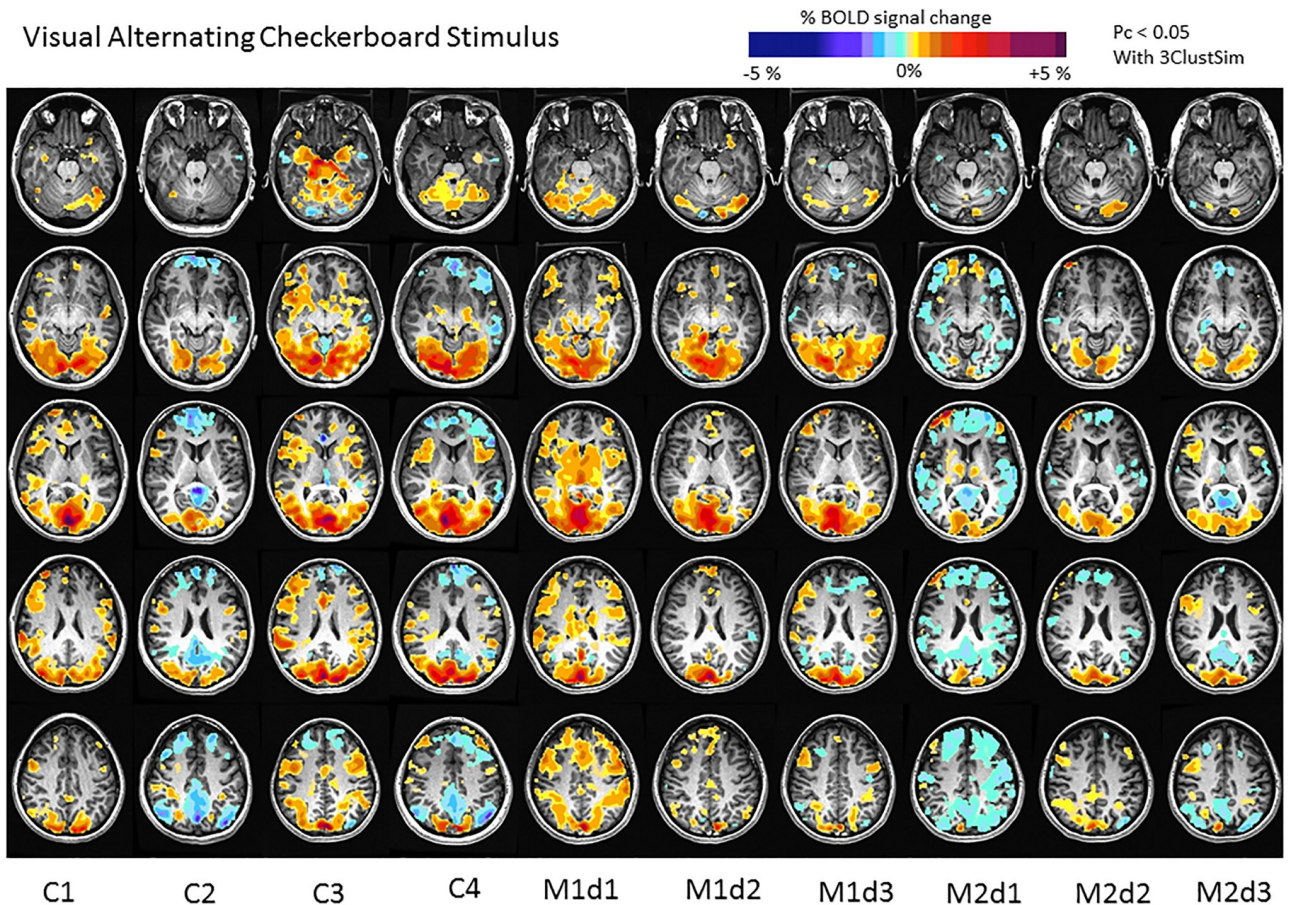 Visual Alternating Checkerboard Stimulus
% BOLD signal change
-5 %
0%
+5 %
Pc < 0.05
With 3ClustSim
C1
C2
C3
C4
M1d1
M1d2
M1d3
M2d1
M2d2
M2d3